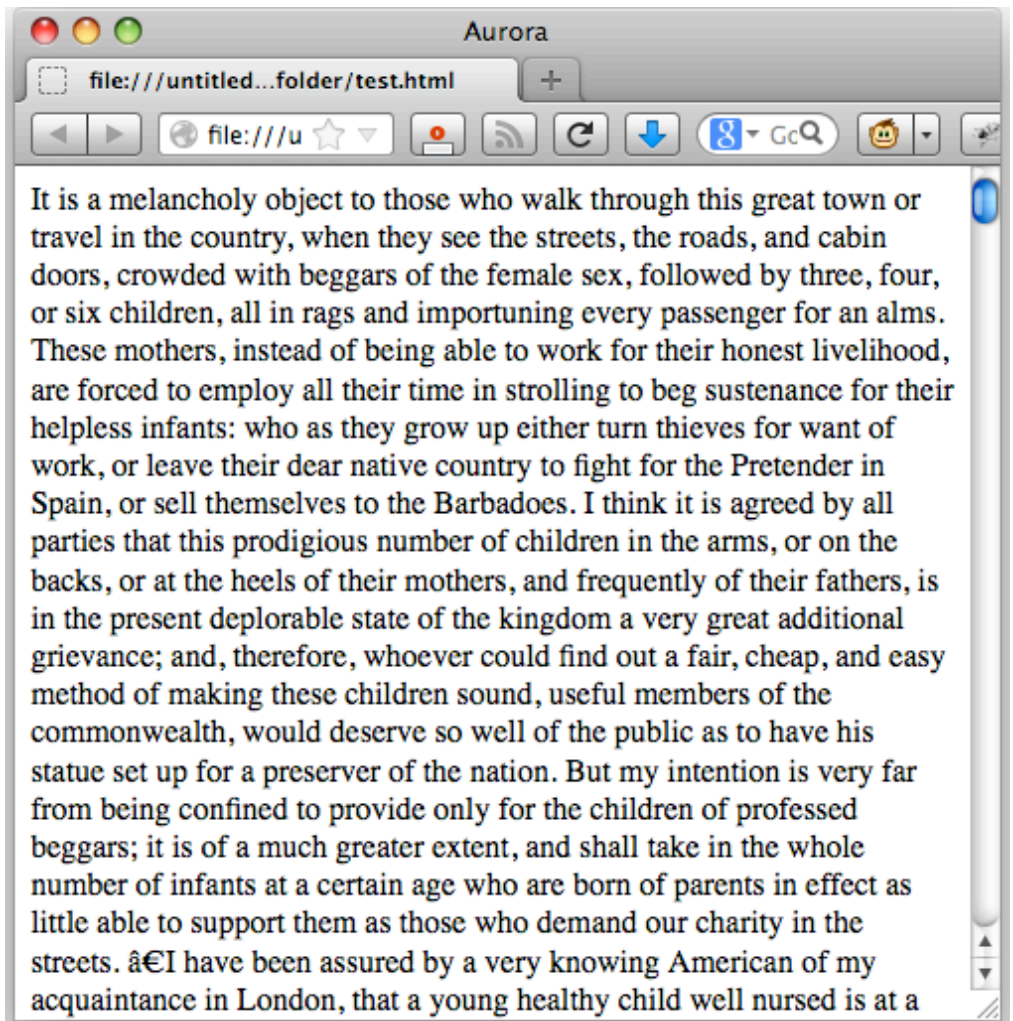 Aurora
file:///untitled...folder/test.html
file:///u
8 Go
It is a melancholy object to those who walk through this great town or
travel in the country, when they see the streets, the roads, and cabin
doors, crowded with beggars of the female sex, followed by three, four,
or six children, all in rags and importuning every passenger for an alms.
These mothers, instead of being able to work for their honest livelihood,
are forced to employ all their time in strolling to beg sustenance for their
helpless infants: who as they grow up either turn thieves for want of
work, or leave their dear native country to fight for the Pretender in
Spain, or sell themselves to the Barbadoes. I think it is agreed by all
parties that this prodigious number of children in the arms, or on the
backs, or at the heels of their mothers, and frequently of their fathers, is
in the present deplorable state of the kingdom a very great additional
grievance; and, therefore, whoever could find out a fair, cheap, and easy
method of making these children sound, useful members of the
commonwealth, would deserve so well of the public as to have his
statue set up for a preserver of the nation. But my intention is very far
from being confined to provide only for the children of professed
beggars; it is of a much greater extent, and shall take in the whole
number of infants at a certain age who are born of parents in effect as
little able to support them as those who demand our charity in the
streets. â€I have been assured by a very knowing American of my
acquaintance in London, that a young healthy child well nursed is at a